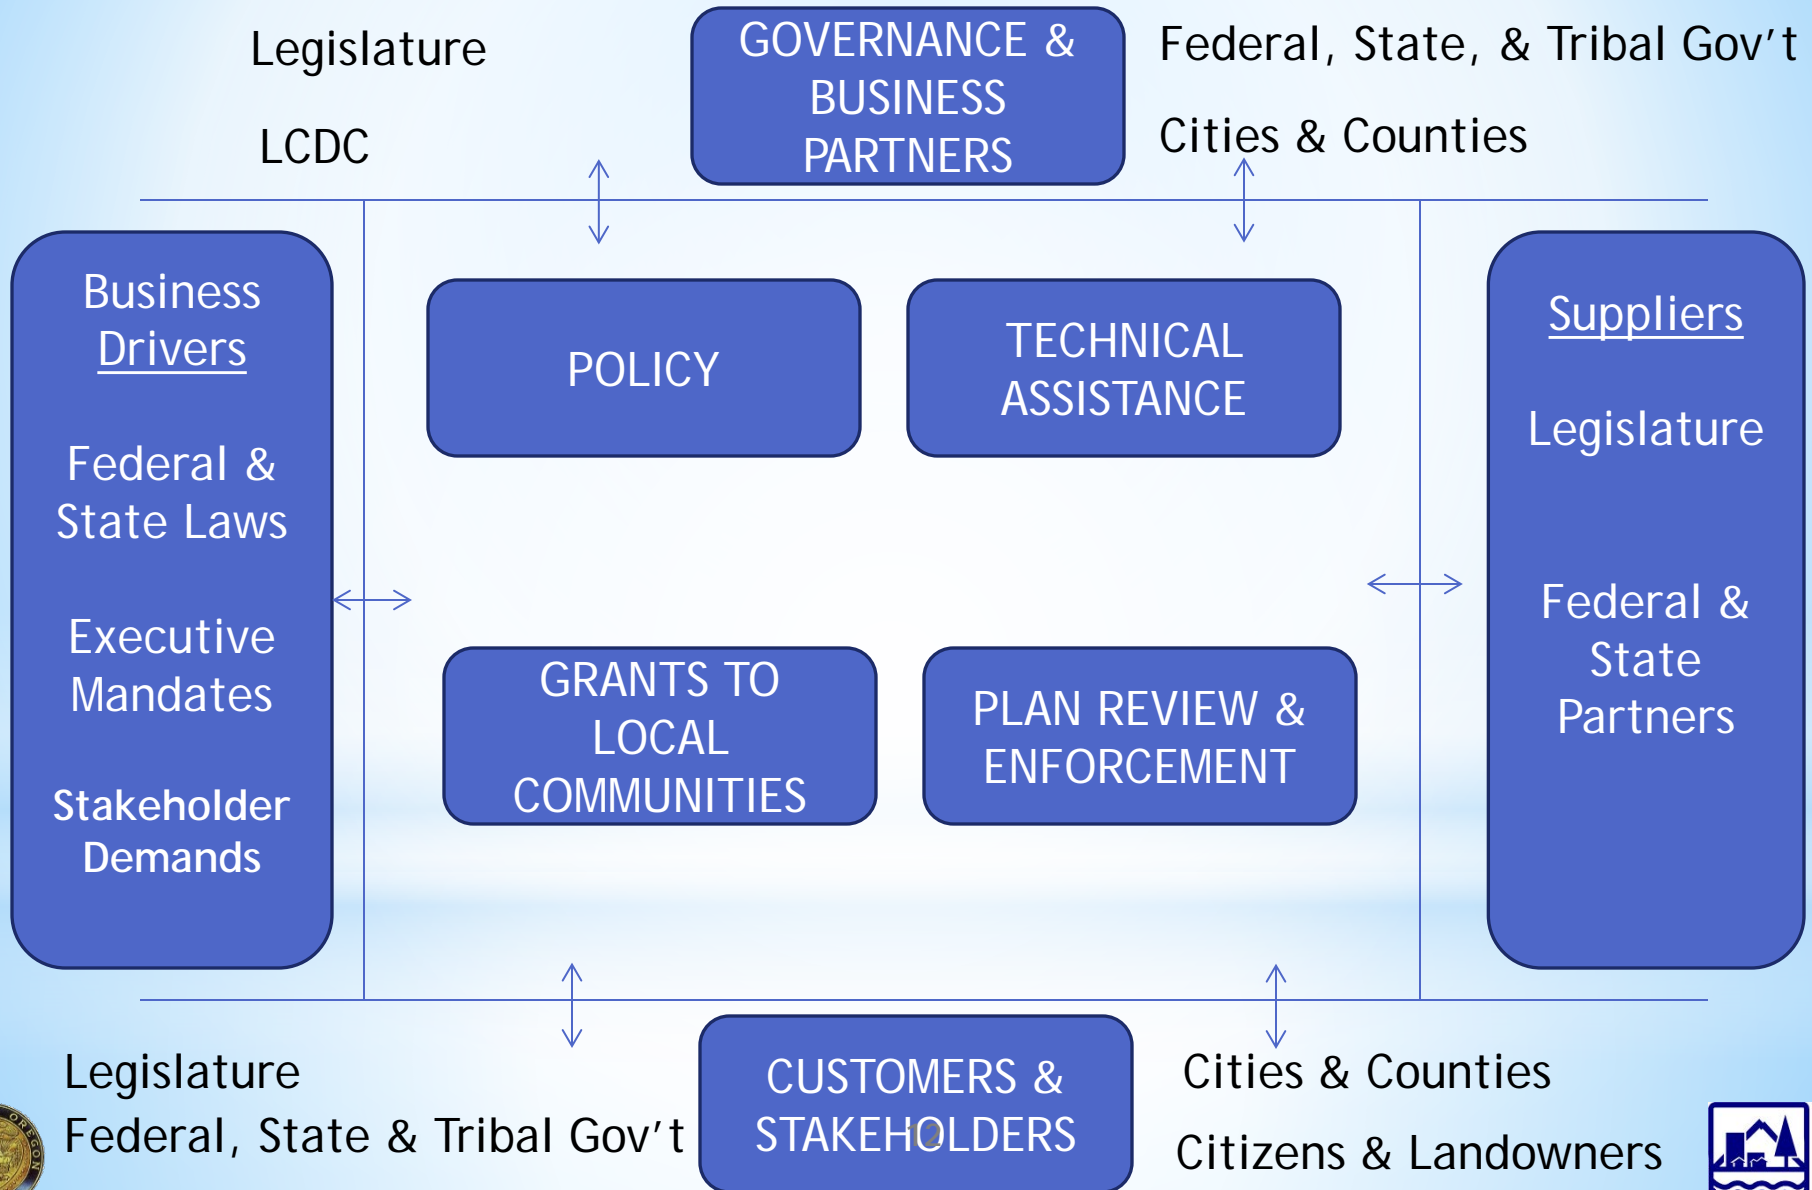 Legislature
LCDC
GOVERNANCE &
BUSINESS
PARTNERS
Federal, State, & Tribal Gov't
Cities & Counties
Business
Drivers
Federal &
State Laws
Executive
Mandates
Stakeholder
Demands
POLICY
TECHNICAL
ASSISTANCE
GRANTS TO
LOCAL
COMMUNITIES
PLAN REVIEW &
ENFORCEMENT
Suppliers
Legislature
Federal &
State
Partners
Legislature
Federal, State & Tribal Gov't
CUSTOMERS &
STAKEHOLDERS
12
Cities & Counties
Citizens & Landowners
OREGON